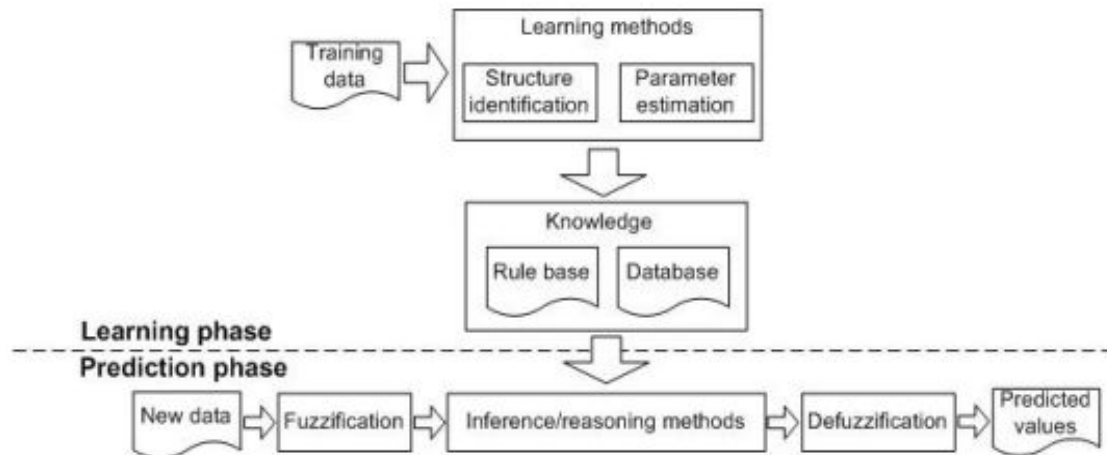 Learning methods
Training
data
Structure
identification
Parameter
estimation
Knowledge
Rule base
Database
Learning phase
Prediction phase
New data
Fuzzification
Inference/reasoning methods
Defuzzification
Predicted
values